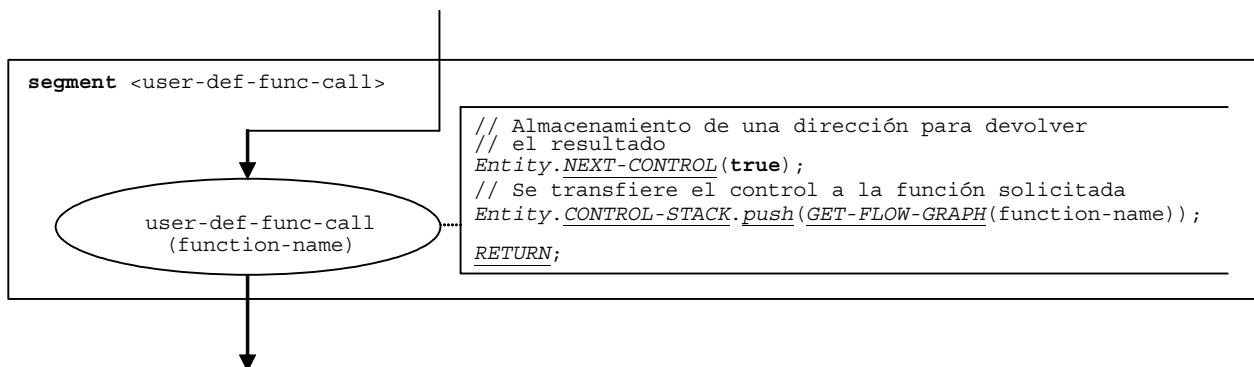 segment <user-def-func-call>
// Almacenamiento de una dirección para devolver
// el resultado
Entity.NEXT-CONTROL(true);
// Se transfiere el control a la función solicitada
Entity.CONTROL-STACK.push(GET-FLOW-GRAPH(function-name));
RETURN;
user-def-func-call
(function-name)